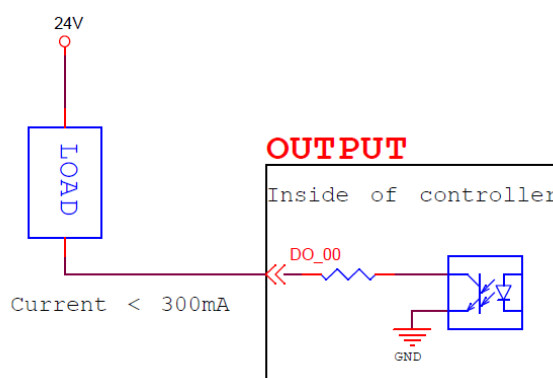 24V
LOAD
OUTPUT
Inside of controller
DO_00
Current < 300mA
GND